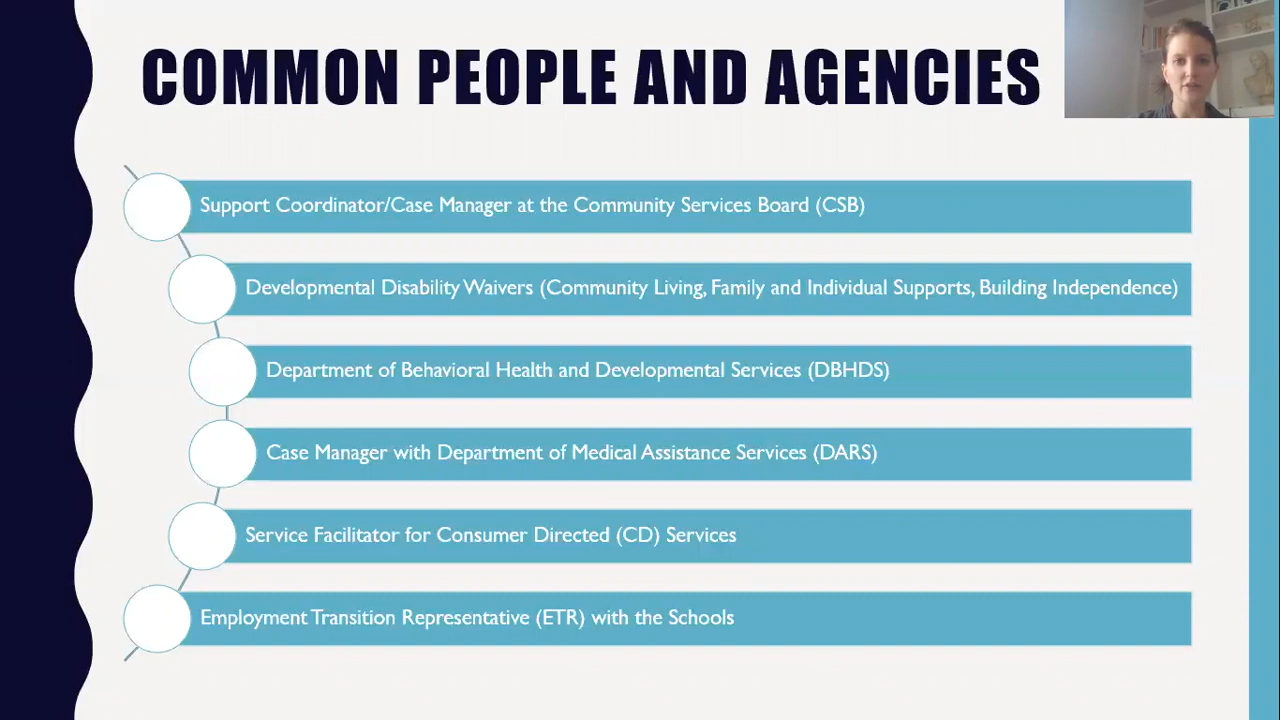 COMMON PEOPLE AND AGENCIES
Support Coordinator/Case Manager at the Community Services Board (CSB)
Developmental Disability Waivers (Community Living, Family and Individual Supports, Building Independence)
Department of Behavioral Health and Developmental Services (DBHDS)
Case Manager with Department of Medical Assistance Services (DARS)
Service Facilitator for Consumer Directed (CD) Services
Employment Transition Representative (ETR) with the Schools